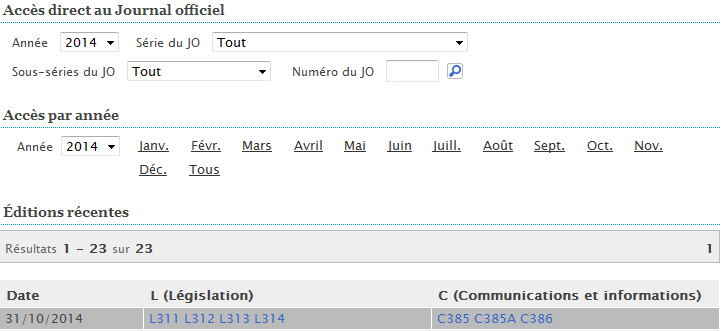 Accès direct au Journal officiel
Année 2014 Série du JO Tout
Sous-séries du JO Tout Numéro du JO
Accès par année
Année 2014 Janv. Févr. Mars Avril Mai Juin Juill. Août Sept. Oct. Nov.
Déc. Tous
Éditions récentes
Résultats 1 - 23 sur 23 1
Date L (Législation) C (Communications et informations)
31/10/2014 L311 L312 L313 L314 C385 C385A C386